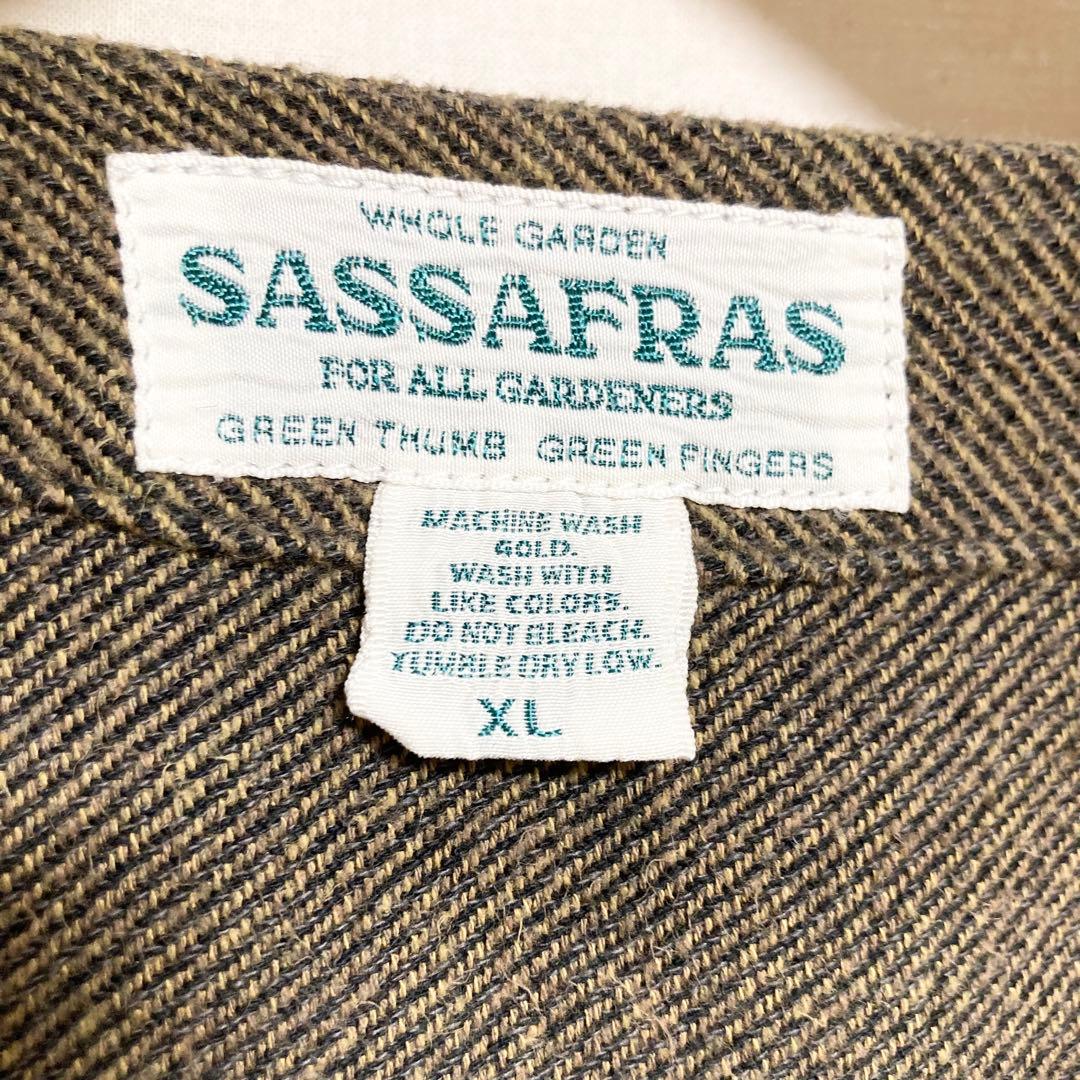 WHOLE GARDEN
SASSAFRAS
FOR ALL GARDENERS
GREEN THUMB GREEN FINGERS
MACHINE WASH
COLD.
WASH WITH
LIKE COLORS.
DO NOT BLEACH.
TUMBLE DRY LOW.
XL